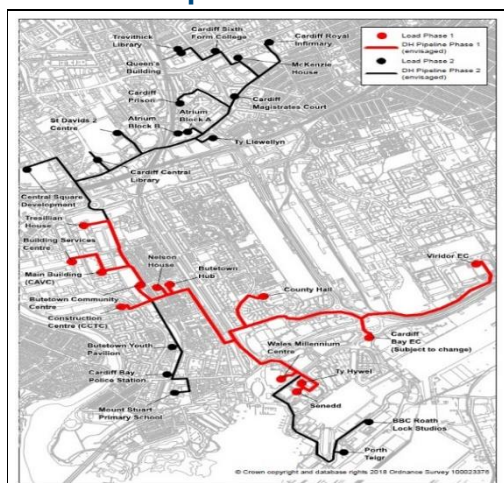 Trevithick
Library
Cardiff Sixth
Form College
Cardiff Royal
Infirmary
Queen's
Building
McKenzie
House
Load Phase 1
DH Pipeline Phase 1
(envisaged)
Load Phase 2
DH Pipeline Phase 2
(envisaged)
Cardiff
Prison
Atrium
Block A
Cardiff
Magistrates Court
St Davids 2
Centre
Atrium
Block B
Ty Llewellyn
Cardiff Central
Library
Central Square
Development
Tresillian
House
Building Services
Centre
Nelson
House
Butetown
Hub
Viridor EC
Main Building
(CAVC)
County Hall
Butetown Community
Centre
Construction
Centre (CCTC)
Cardiff
Bay EC
(Subject to change)
Butetown Youth
Pavilion
Wales Millennium
Centre
Ty Hywel
Cardiff Bay
Police Station
Senedd
Mount Stuart
Primary School
BBC Roath
Lock Studios
Porth
Teigr
© Crown copyright and database rights 2018 Ordnance Survey 100023376